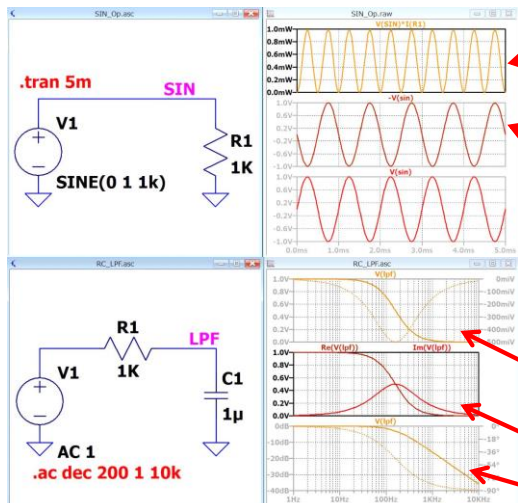 SIN_Op.asc
.tran 5m
SIN
V1
R1
1K
SINE(0 1 1k)
SIN_Op.raw
V(SIN)*I(R1)
1.0mW
0.8mW
0.6mW
0.4mW
0.2mW
0.0mW
-V(sin)
1.0V
0.6V
0.2V
-0.2V
-0.6V
-1.0V
V(sin)
1.0V
0.6V
0.2V
-0.2V
-0.6V
-1.0V
0.0ms 1.0ms 2.0ms 3.0ms 4.0ms 5.0ms
RC_LPF.asc
R1
LPF
1K
V1
C1
1µ
AC 1
.ac dec 200 1 10k
RC_LPF.raw
V(lpf)
1.0V 0mV
0.8V -100mV
0.6V -200mV
0.4V -300mV
0.2V -400mV
0.0V
Re(V(lpf)) Im(V(lpf))
1.0V
0.8V
0.6V
0.4V
0.2V
0.0V
V(lpf)
0dB 0°
-10dB -18°
-20dB
-30dB
-40dB -90°
1Hz 10Hz 100Hz 1KHz 10KHz